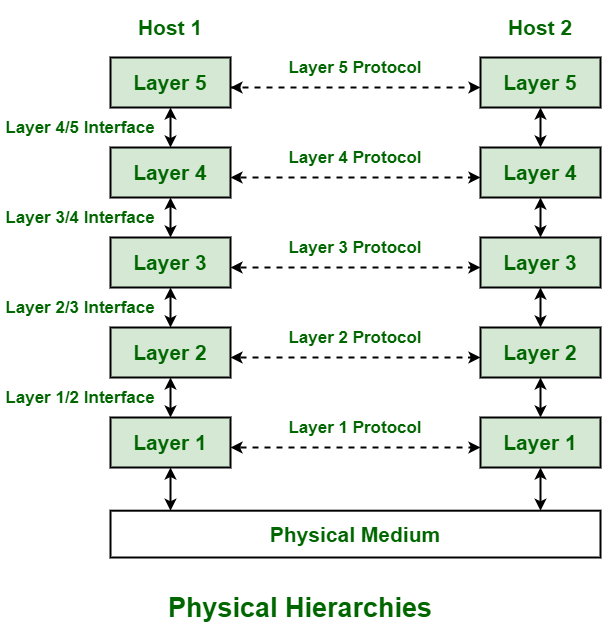 Host 1
Host 2
Layer 5 Protocol
Layer 5
Layer 5
Layer 4/5 Interface
Layer 4 Protocol
Layer 4
Layer 4
Layer 3/4 Interface
Layer 3 Protocol
Layer 3
Layer 3
Layer 2/3 Interface
Layer 2 Protocol
Layer 2
Layer 2
Layer 1/2 Interface
Layer 1 Protocol
Layer 1
Layer 1
Physical Medium
Physical Hierarchies